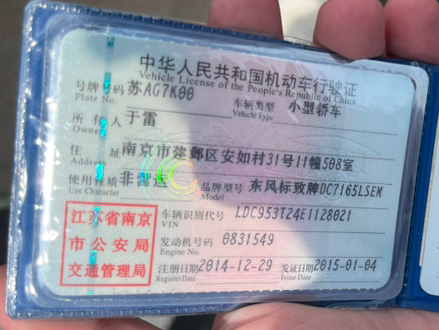 中华人民共和国机动车行驶证
Vehicle License of the People's Republic of China
号牌号码 苏AG7K00 车辆类型 小型轿车
Plate No. Vehicle Type
所有人 于雷
Owner
住址 南京市建邺区安如村31号11幢508室
Address
使用性质 非营运 品牌型号 东风标致牌DC7165LSEM
Use Character Model
江苏省南京
市公安局
交通管理局
车辆识别代号 LDC953T24E1128021
VIN
发动机号码 0831549
Engine No.
注册日期 2014-12-29 发证日期 2015-01-04
Register Date Issue Date